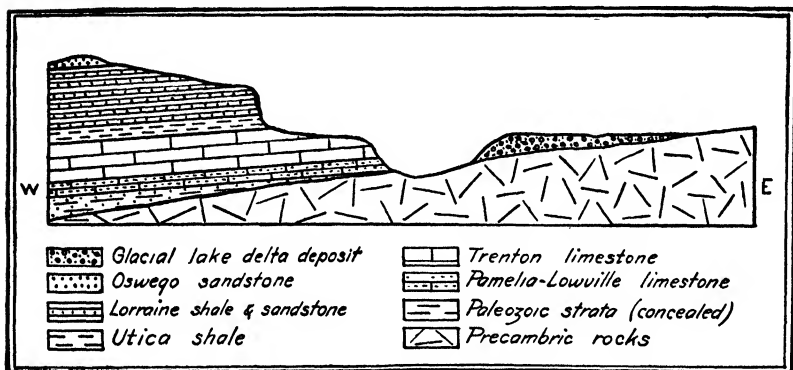 W
E
Glacial lake delta deposit
Oswego sandstone
Lorraine shale & sandstone
Utica shale
Trenton limestone
Pamelia-Lowville limestone
Paleozoic strata (concealed)
Precambric rocks